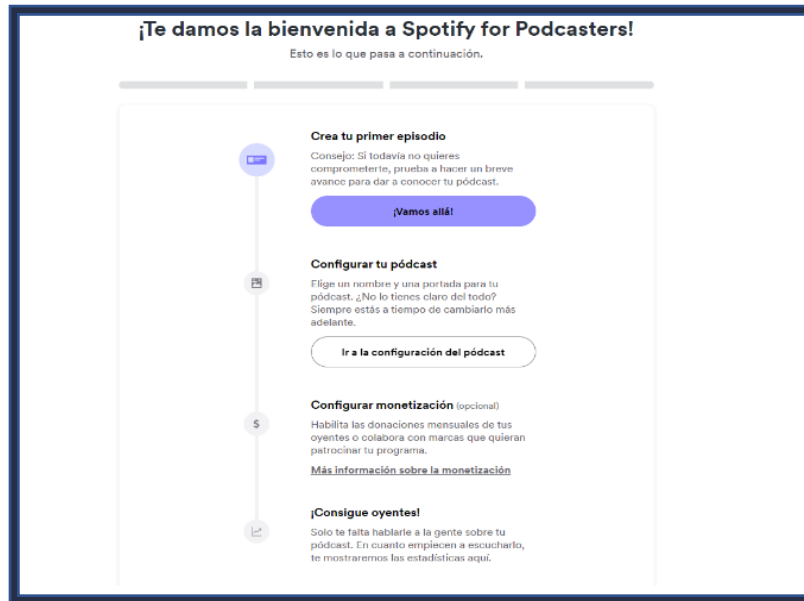 ¡Te damos la bienvenida a Spotify for Podcasters!
Esto es lo que pasa a continuación.
Crea tu primer episodio
Consejo: Si todavía no quieres
comprometerte, prueba a hacer un breve
avance para dar a conocer tu pódcast.
¡Vamos allá!
Configurar tu pódcast
Elige un nombre y una portada para tu
pódcast. ¿No lo tienes claro del todo?
Siempre estás a tiempo de cambiarlo más
adelante.
Ir a la configuración del pódcast
Configurar monetización (opcional)
$
Habilita las donaciones mensuales de tus
oyentes o colabora con marcas que quieran
patrocinar tu programa.
Más información sobre la monetización
¡Consigue oyentes!
Solo te falta hablarle a la gente sobre tu
pódcast. En cuanto empiecen a escucharlo,
te mostraremos las estadísticas aquí.